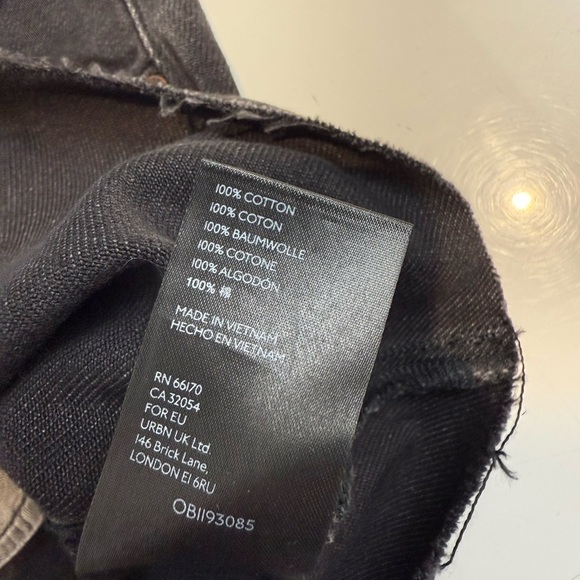 100% COTTON
100% COTON
100% BAUMWOLLE
100% COTONE
100% ALGODÓN
100% 棉
MADE IN VIETNAM
HECHO EN VIETNAM
RN 66170
CA 32054
FOR EU
URBN UK Ltd.
146 Brick Lane,
LONDON E1 6RU
OB1193085